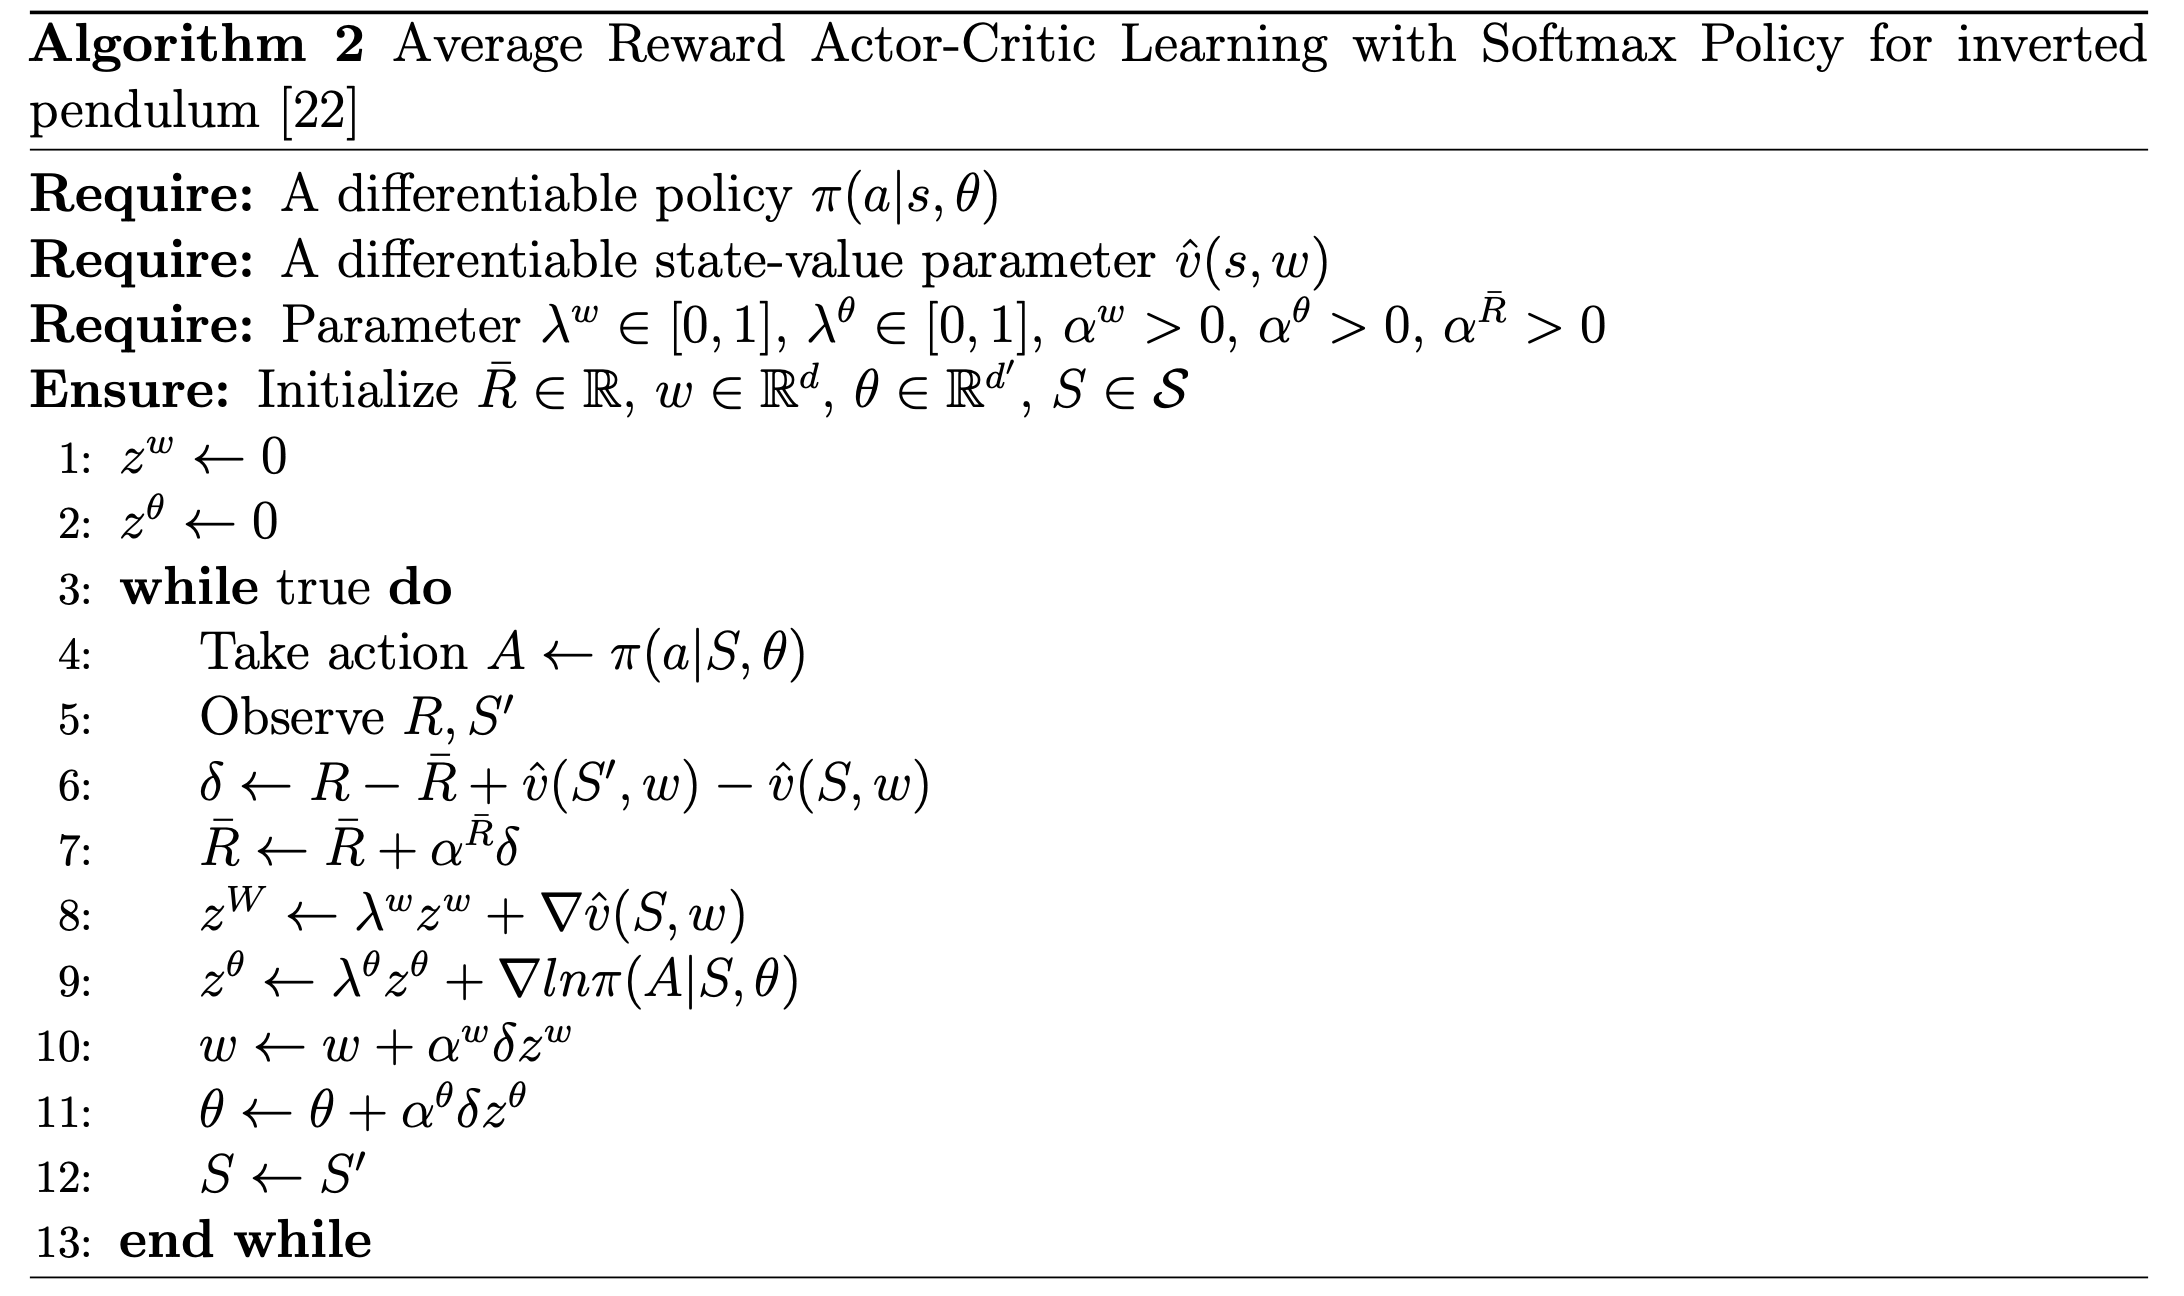 Algorithm 2 Average Reward Actor-Critic Learning with Softmax Policy for inverted
pendulum [22]
Require: A differentiable policy π(a|s, θ)
Require: A differentiable state-value parameter v̂(s, w)
Require: Parameter λ^w ∈ [0, 1], λ^θ ∈ [0, 1], α^w > 0, α^θ > 0, α^R̄ > 0
Ensure: Initialize R̄ ∈ ℝ, w ∈ ℝ^d, θ ∈ ℝ^d′, S ∈ 𝒮
1: z^w ← 0
2: z^θ ← 0
3: while true do
4: Take action A ← π(a|S, θ)
5: Observe R, S′
6: δ ← R − R̄ + v̂(S′, w) − v̂(S, w)
7: R̄ ← R̄ + α^R̄ δ
8: z^W ← λ^w z^w + ∇v̂(S, w)
9: z^θ ← λ^θ z^θ + ∇lnπ(A|S, θ)
10: w ← w + α^w δz^w
11: θ ← θ + α^θ δz^θ
12: S ← S′
13: end while